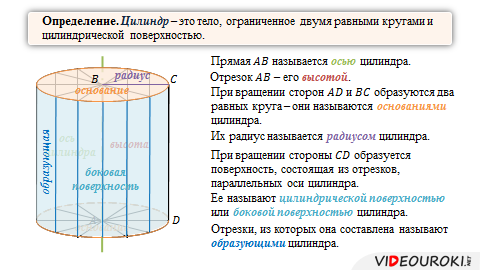 Определение. Цилиндр – это тело, ограниченное двумя равными кругами и
цилиндрической поверхностью.
B
радиус
C
основание
образующая
ось
цилиндра
высота
боковая
поверхность
A
D
Прямая AB называется осью цилиндра.
Отрезок AB – его высотой.
При вращении сторон AD и BC образуются два
равных круга – они называются основаниями
цилиндра.
Их радиус называется радиусом цилиндра.
При вращении стороны CD образуется
поверхность, состоящая из отрезков,
параллельных оси цилиндра.
Ее называют цилиндрической поверхностью
или боковой поверхностью цилиндра.
Отрезки, из которых она составлена называют
образующими цилиндра.
VIDEOUROKI.NET